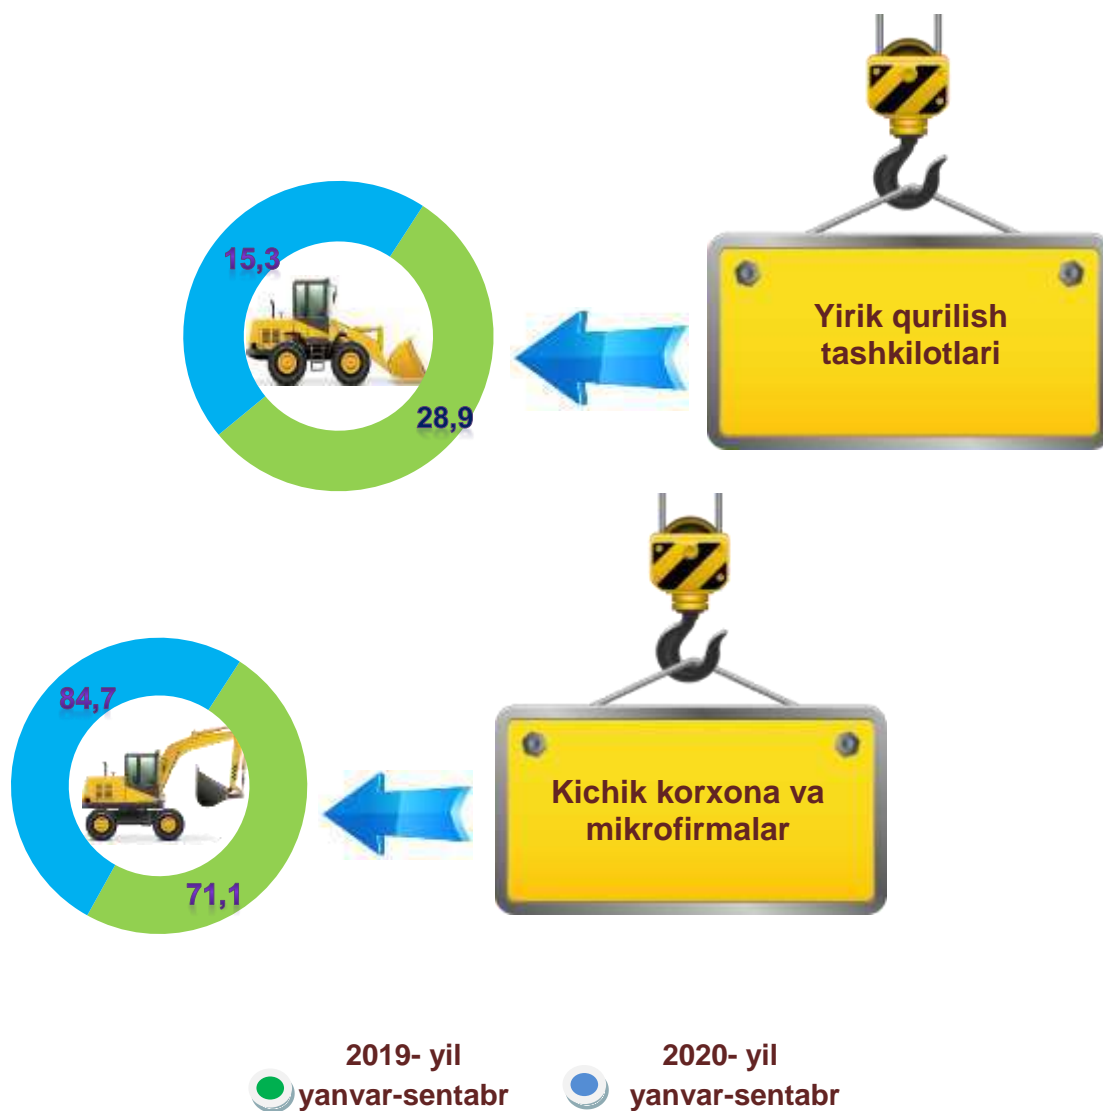 15,3
Yirik qurilish
tashkilotlari
28,9
84,7
Kichik korxona va
mikrofirmalar
71,1
2019- yil
yanvar-sentabr
2020- yil
yanvar-sentabr